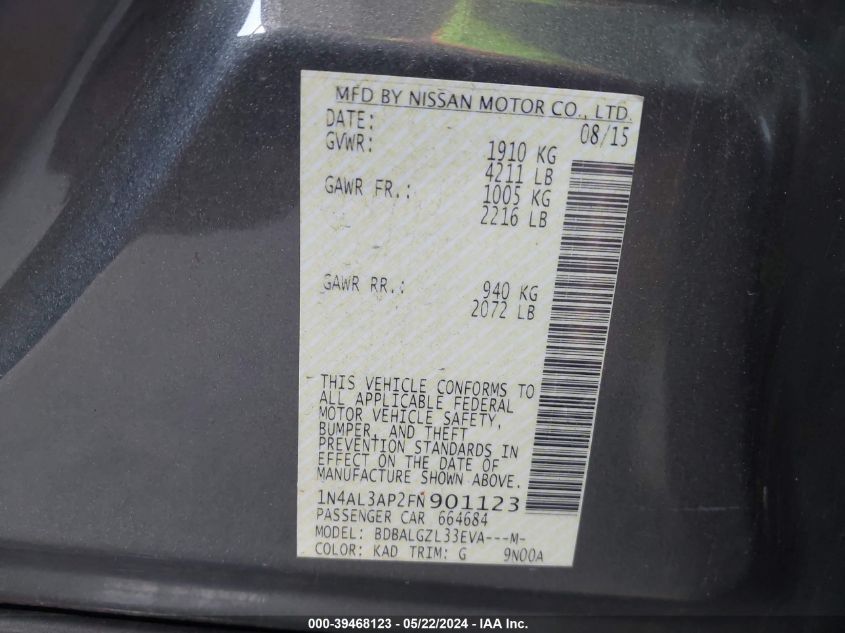 MFD BY NISSAN MOTOR CO., LTD.
DATE: 08/15
GVWR: 1910 KG
4211 LB
GAWR FR.: 1005 KG
2216 LB
GAWR RR.: 940 KG
2072 LB
THIS VEHICLE CONFORMS TO
ALL APPLICABLE FEDERAL
MOTOR VEHICLE SAFETY,
BUMPER, AND THEFT
PREVENTION STANDARDS IN
EFFECT ON THE DATE OF
MANUFACTURE SHOWN ABOVE.
1N4AL3AP2FN901123
PASSENGER CAR 664684
MODEL: BDBALGZL33EVA---M-
COLOR: KAD TRIM: G 9N00A
000-39468123 - 05/22/2024 - IAA Inc.